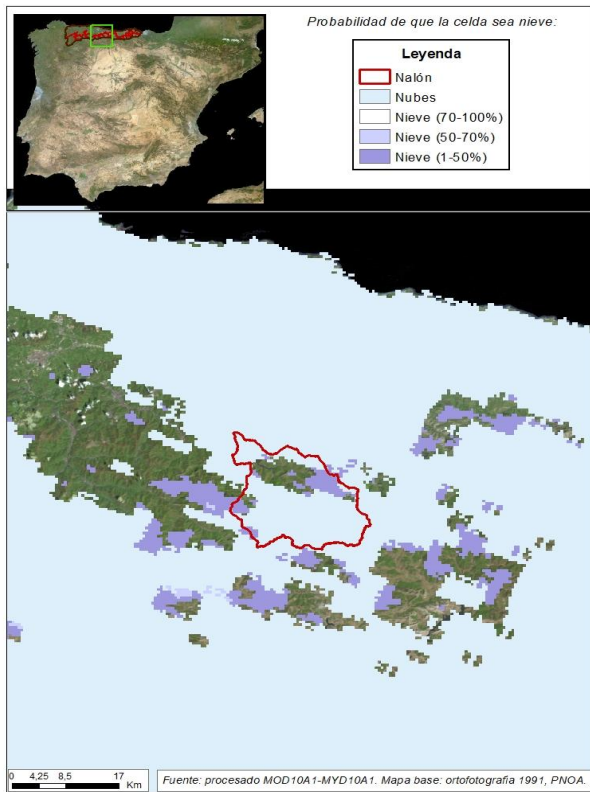 Probabilidad de que la celda sea nieve:
Leyenda
Nalón
Nubes
Nieve (70-100%)
Nieve (50-70%)
Nieve (1-50%)
0 4,25 8,5 17
Km
Fuente: procesado MOD10A1-MYD10A1. Mapa base: ortofotografia 1991, PNOA.